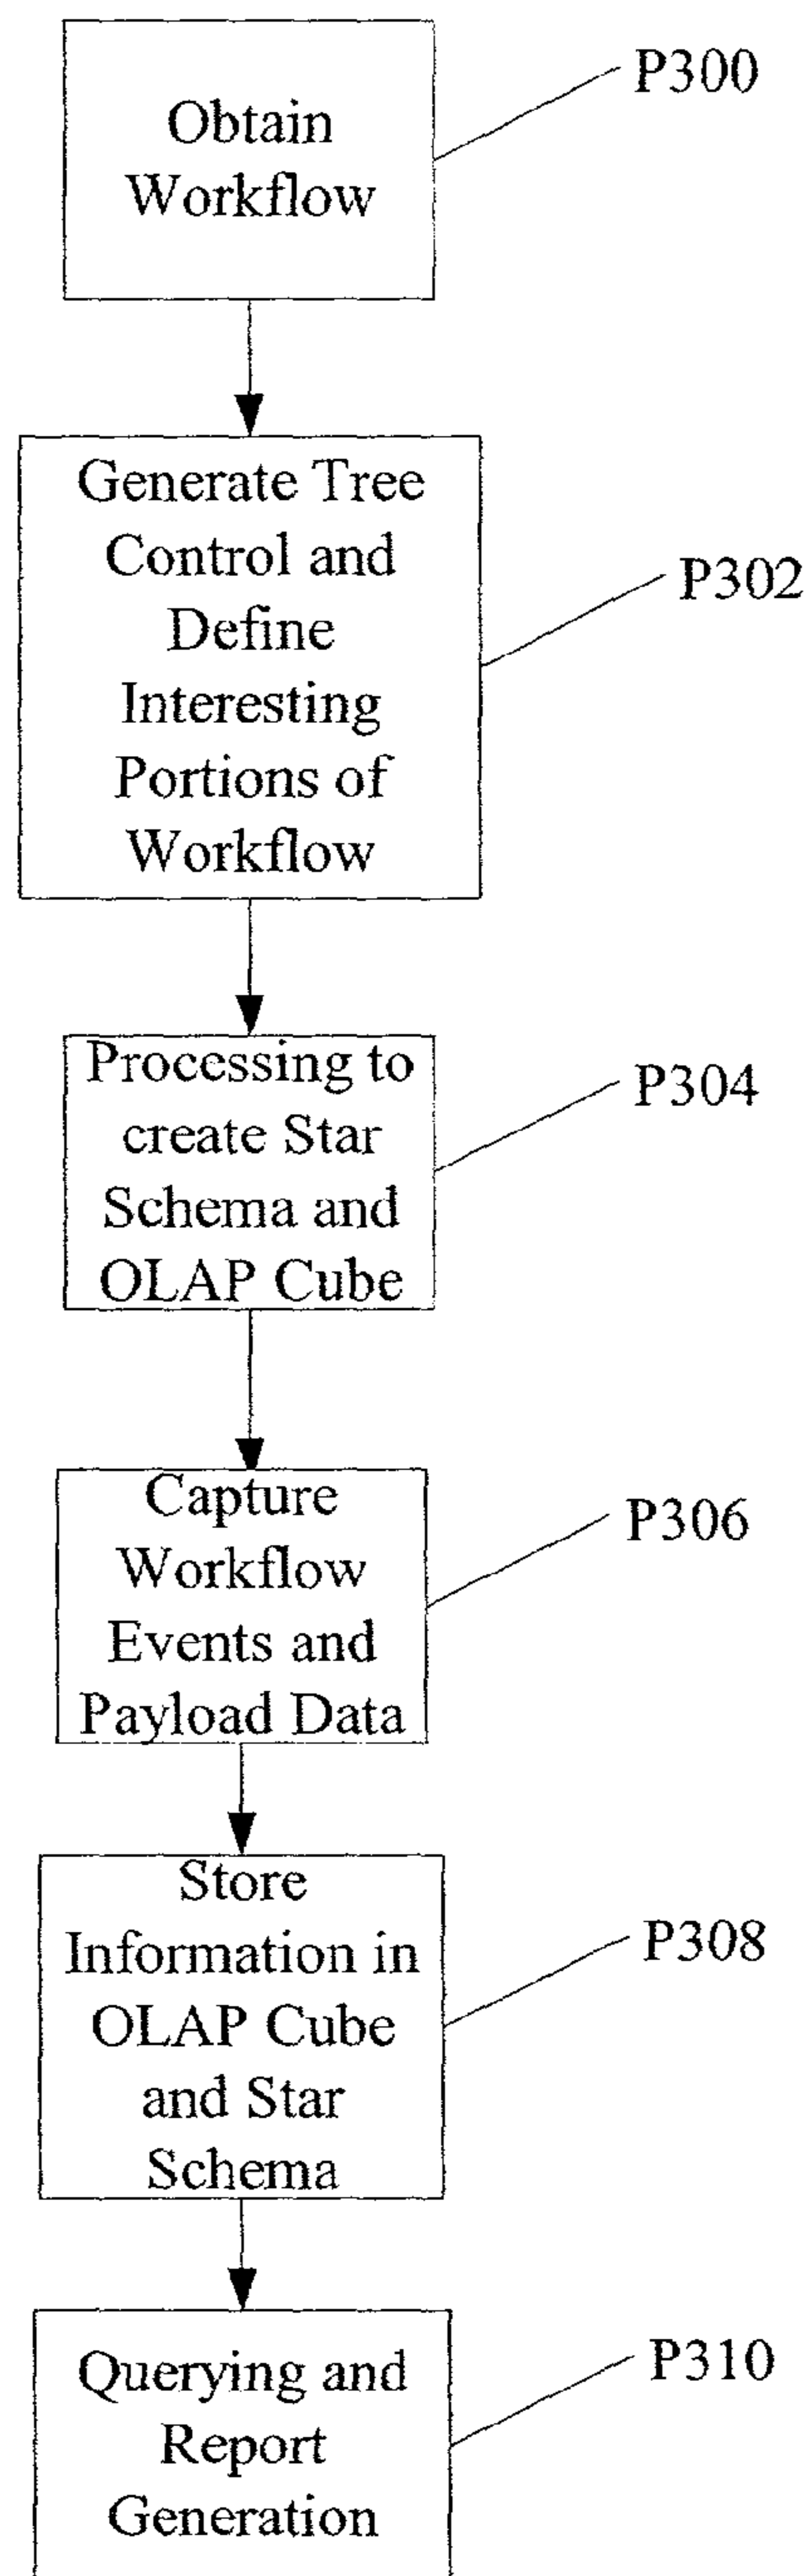 Obtain
Workflow
P300
Generate Tree
Control and
Define
Interesting
Portions of
Workflow
P302
Processing to
create Star
Schema and
OLAP Cube
P304
Capture
Workflow
Events and
Payload Data
P306
Store
Information in
OLAP Cube
and Star
Schema
P308
Querying and
Report
Generation
P310